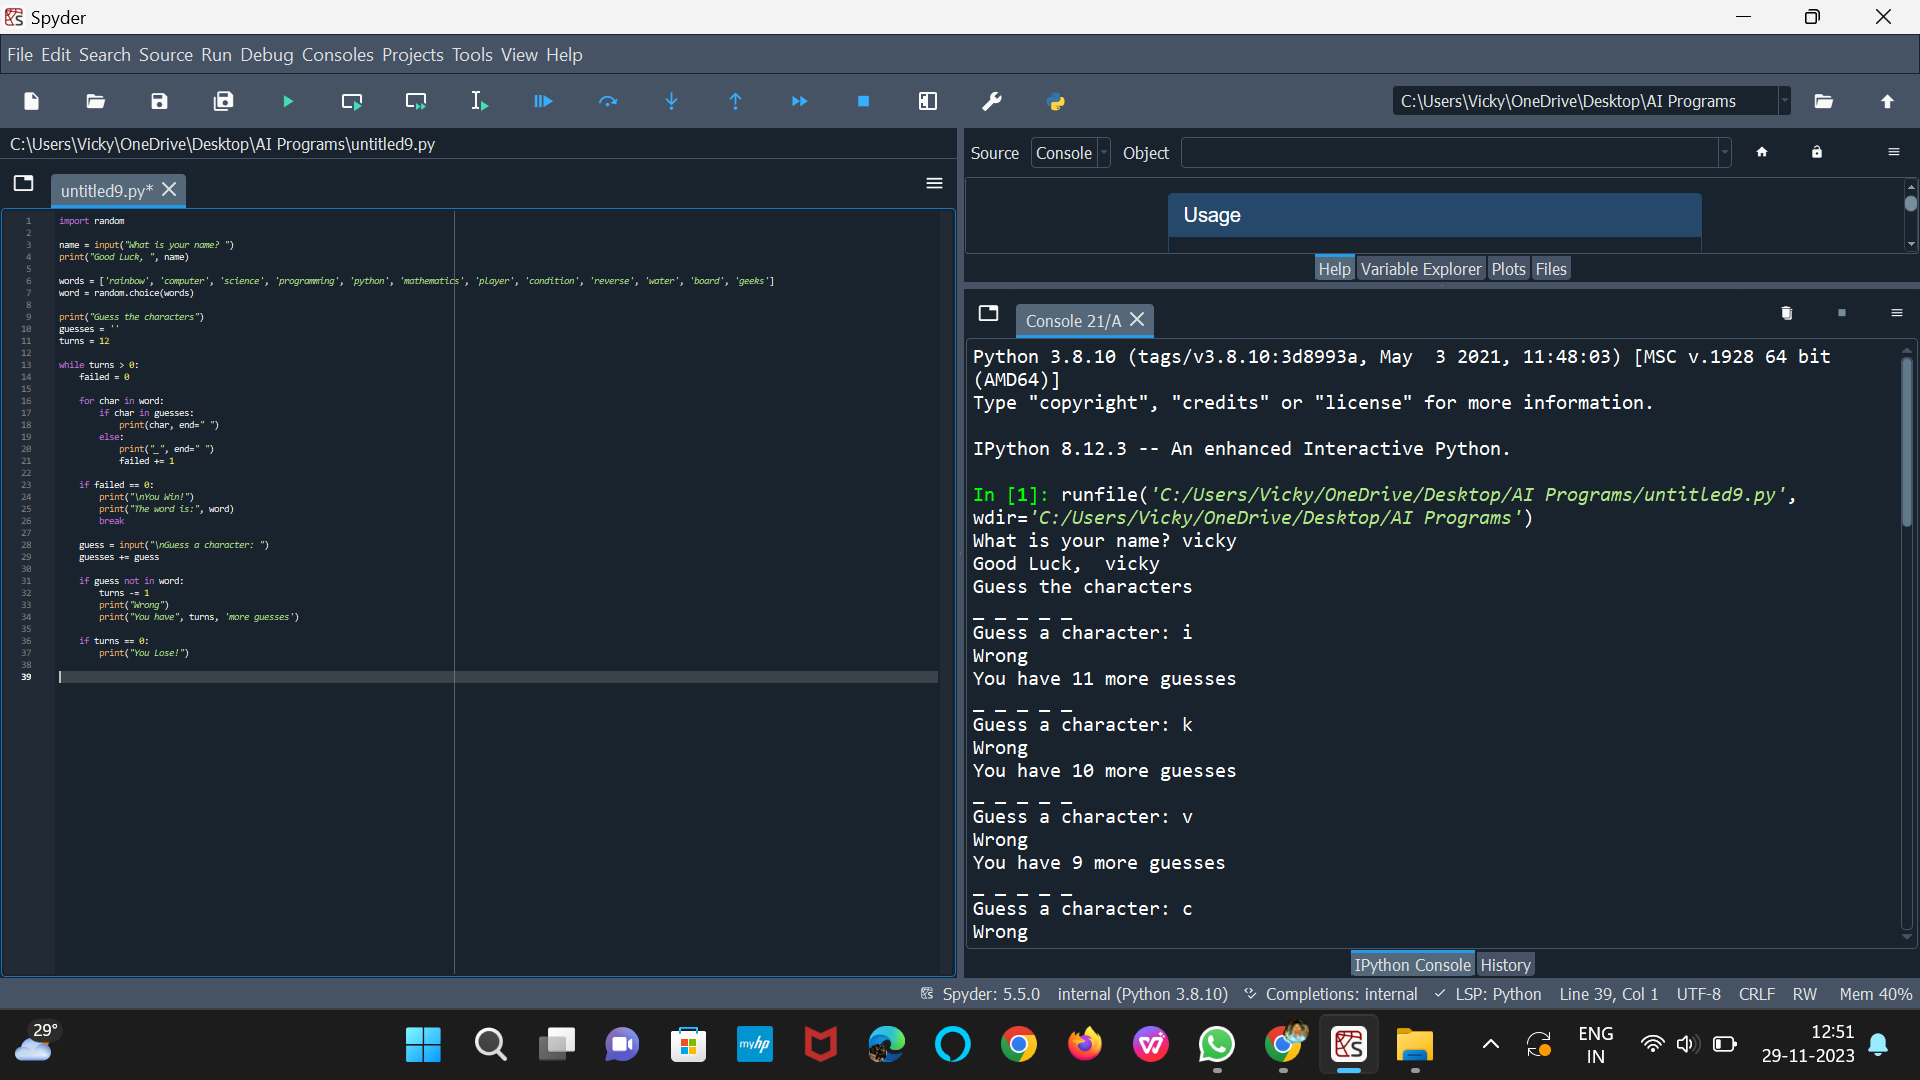 Spyder
File Edit Search Source Run Debug Consoles Projects Tools View Help
C:\Users\Vicky\OneDrive\Desktop\AI Programs
C:\Users\Vicky\OneDrive\Desktop\AI Programs\untitled9.py
untitled9.py*
1 import random
2
3 name = input("What is your name? ")
4 print("Good Luck, ", name)
5
6 words = ['rainbow', 'computer', 'science', 'programming', 'python', 'mathematics', 'player', 'condition', 'reverse', 'water', 'board', 'geeks']
7 word = random.choice(words)
8
9 print("Guess the characters")
10 guesses = ''
11 turns = 12
12
13 while turns > 0:
14     failed = 0
15
16     for char in word:
17         if char in guesses:
18             print(char, end=" ")
19         else:
20             print("_", end=" ")
21             failed += 1
22
23     if failed == 0:
24         print("\nYou Win!")
25         print("The word is:", word)
26         break
27
28     guess = input("\nGuess a character: ")
29     guesses += guess
30
31     if guess not in word:
32         turns -= 1
33         print("Wrong")
34         print("You have", turns, 'more guesses')
35
36     if turns == 0:
37         print("You Lose!")
38
39
Source Console Object
Usage
Help Variable Explorer Plots Files
Console 21/A
Python 3.8.10 (tags/v3.8.10:3d8993a, May  3 2021, 11:48:03) [MSC v.1928 64 bit
(AMD64)]
Type "copyright", "credits" or "license" for more information.
IPython 8.12.3 -- An enhanced Interactive Python.
In [1]: runfile('C:/Users/Vicky/OneDrive/Desktop/AI Programs/untitled9.py',
wdir='C:/Users/Vicky/OneDrive/Desktop/AI Programs')
What is your name? vicky
Good Luck,  vicky
Guess the characters
_ _ _ _ _
Guess a character: i
Wrong
You have 11 more guesses
_ _ _ _ _
Guess a character: k
Wrong
You have 10 more guesses
_ _ _ _ _
Guess a character: v
Wrong
You have 9 more guesses
_ _ _ _ _
Guess a character: c
Wrong
IPython Console History
Spyder: 5.5.0 internal (Python 3.8.10) Completions: internal LSP: Python Line 39, Col 1 UTF-8 CRLF RW Mem 40%
29°
myhp
ENG
IN
12:51
29-11-2023